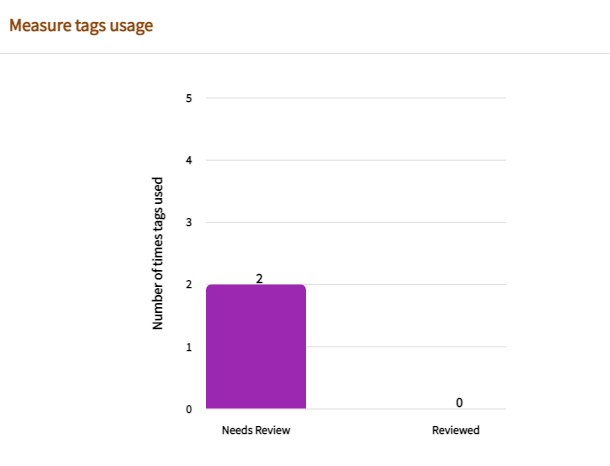 Measure tags usage
5
4
3
2
1
0
Number of times tags used
2
0
Needs Review
Reviewed